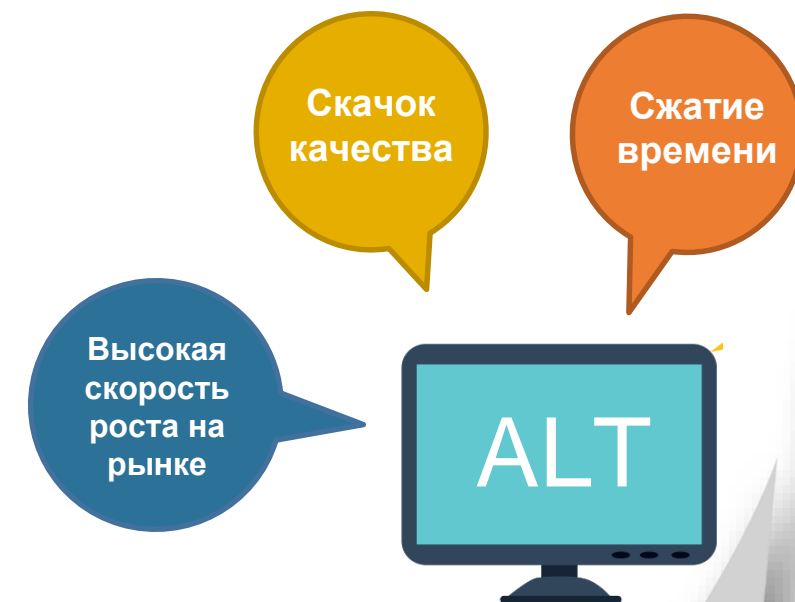 Скачок
качества
Сжатие
времени
Высокая
скорость
роста на
рынке
ALT